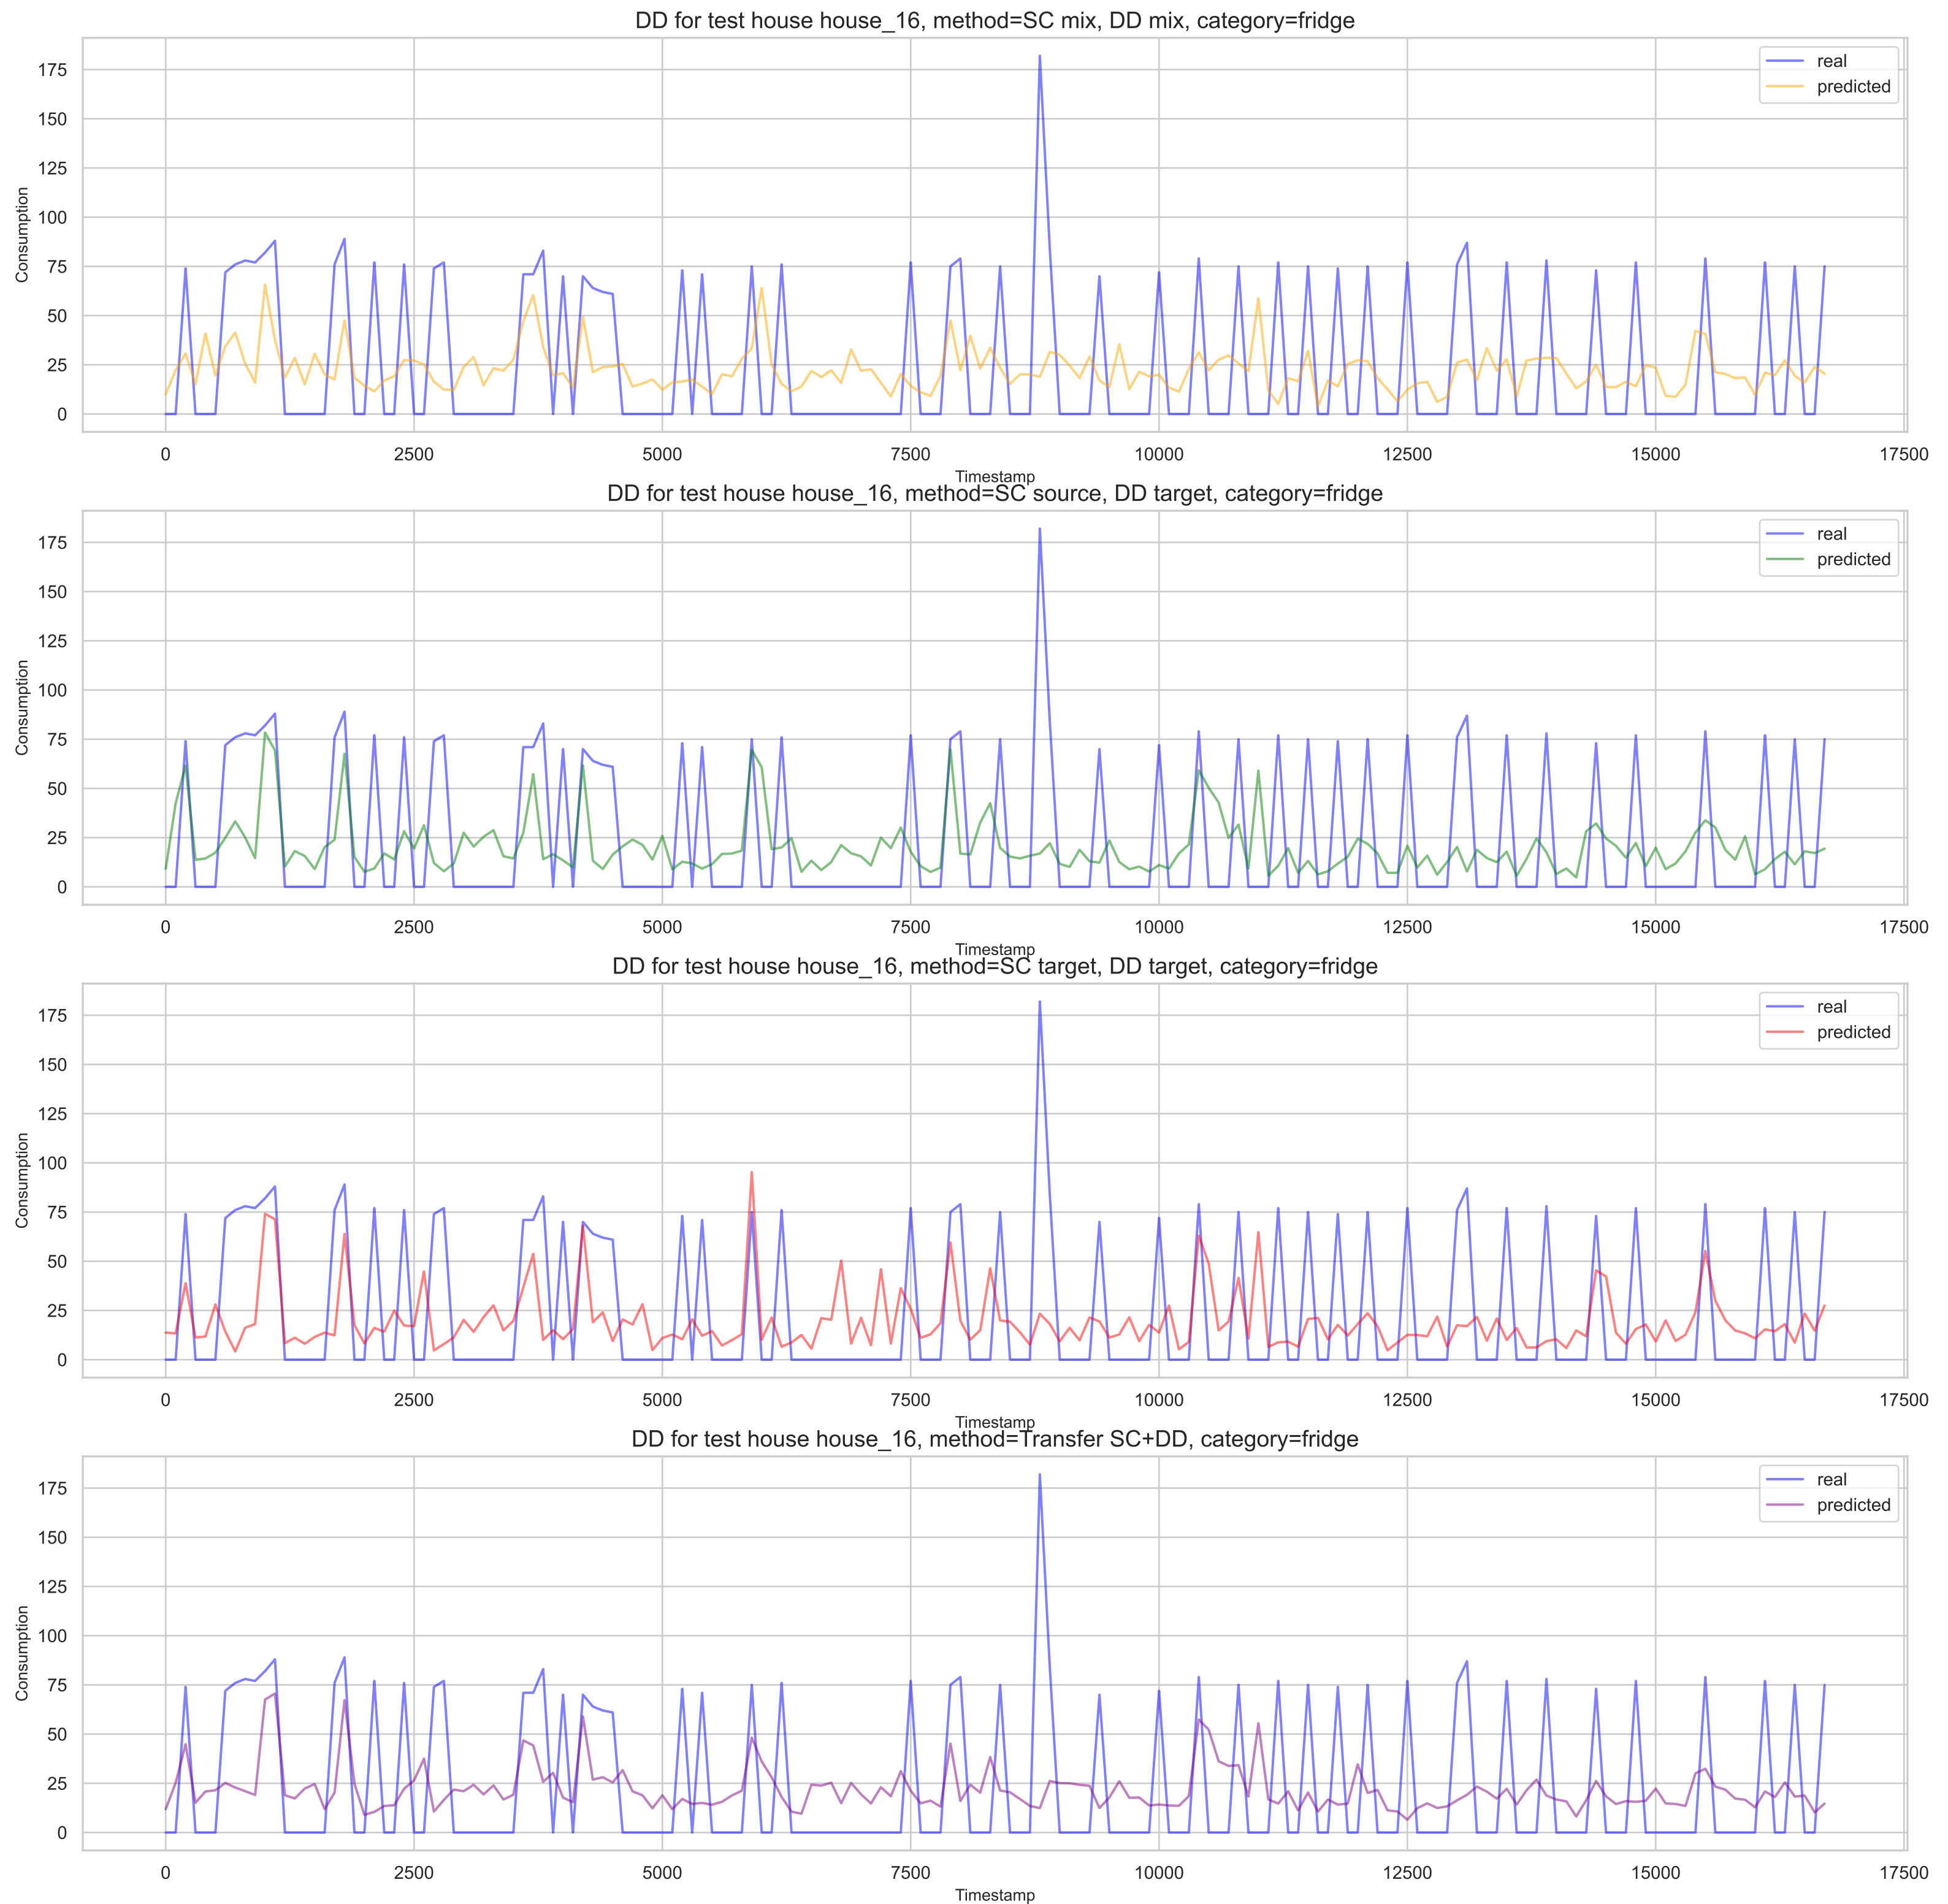 DD for test house house_16, method=SC mix, DD mix, category=fridge
175
150
125
100
75
50
25
0
Consumption
real
predicted
0 2500 5000 7500 10000 12500 15000 17500
Timestamp
DD for test house house_16, method=SC source, DD target, category=fridge
175
150
125
100
75
50
25
0
Consumption
real
predicted
0 2500 5000 7500 10000 12500 15000 17500
Timestamp
DD for test house house_16, method=SC target, DD target, category=fridge
175
150
125
100
75
50
25
0
Consumption
real
predicted
0 2500 5000 7500 10000 12500 15000 17500
Timestamp
DD for test house house_16, method=Transfer SC+DD, category=fridge
175
150
125
100
75
50
25
0
Consumption
real
predicted
0 2500 5000 7500 10000 12500 15000 17500
Timestamp